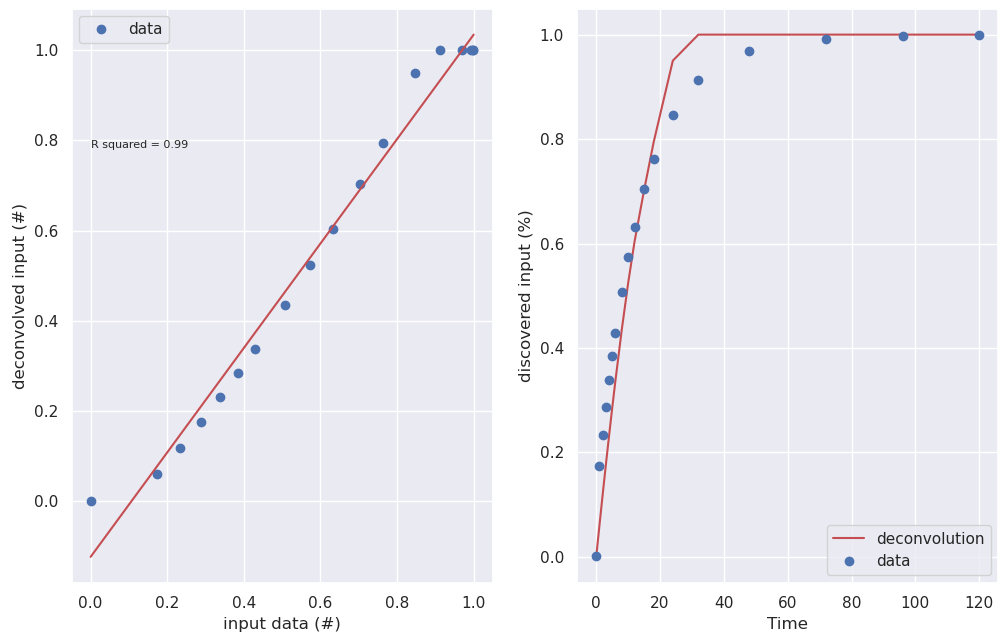 data
R squared = 0.99
1.0
0.8
0.6
0.4
0.2
0.0
deconvolved input (#)
0.0 0.2 0.4 0.6 0.8 1.0
input data (#)
1.0
0.8
0.6
0.4
0.2
0.0
discovered input (%)
deconvolution
data
0 20 40 60 80 100 120
Time